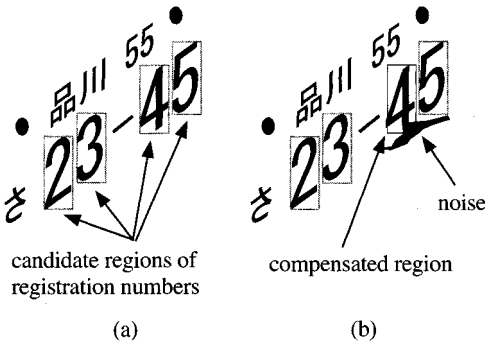 品川 55
さ 23-45
candidate regions of
registration numbers
(a)
品川 55
さ 23-45
noise
compensated region
(b)